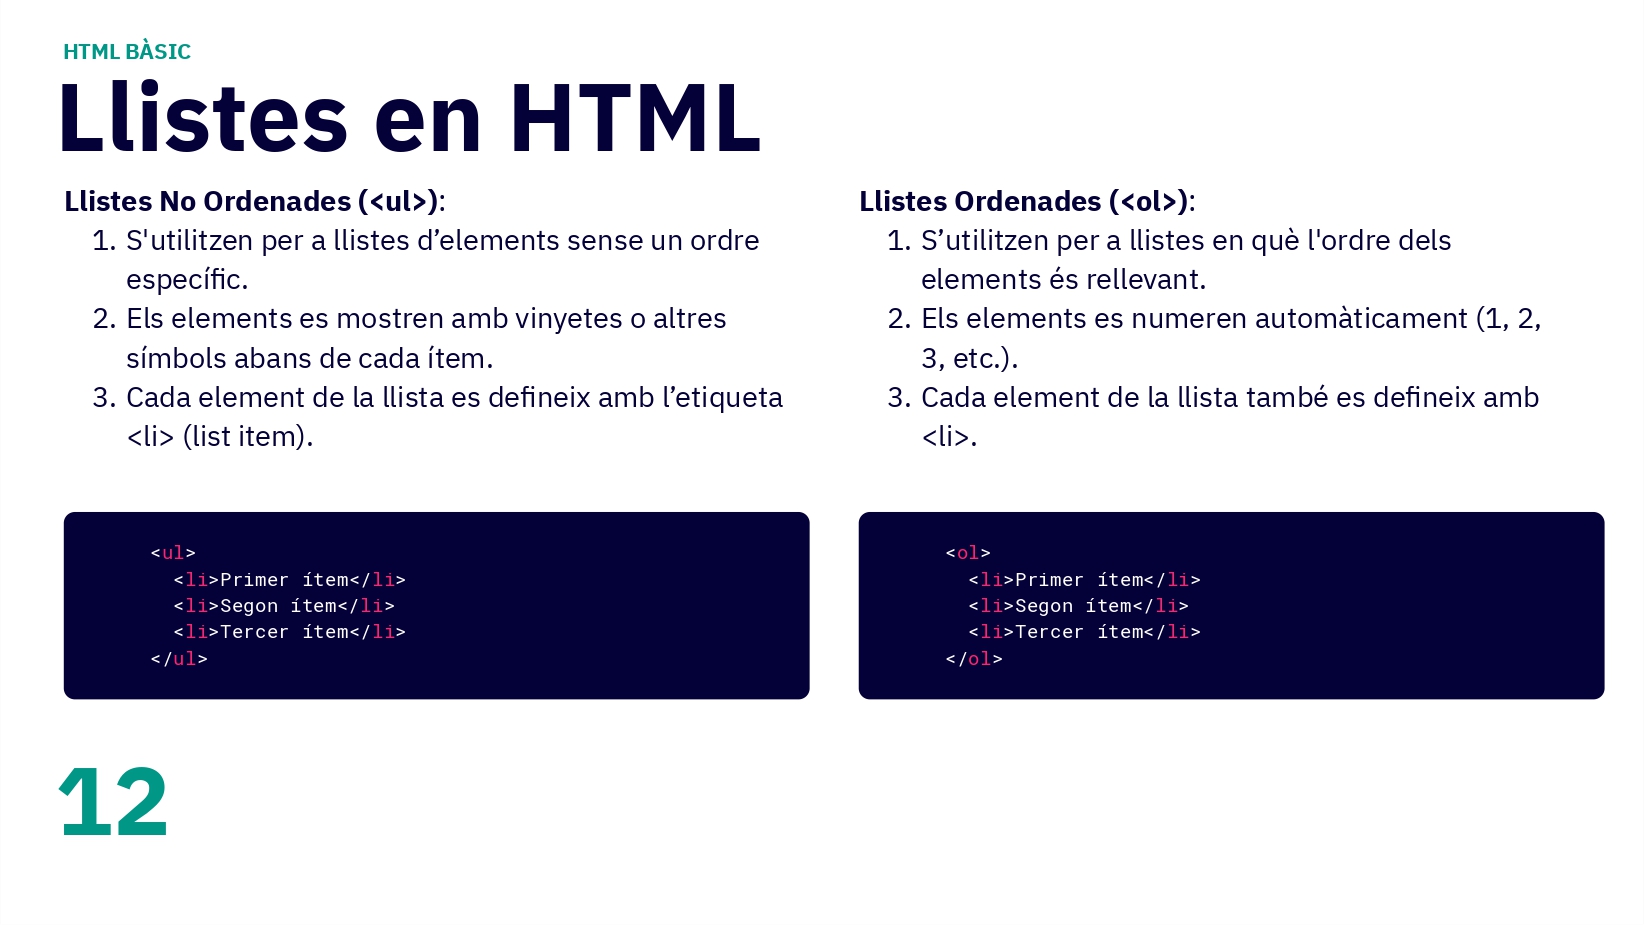 HTML BÀSIC
Llistes en HTML
Llistes No Ordenades (<ul>):
1. S'utilitzen per a llistes d’elements sense un ordre
específic.
2. Els elements es mostren amb vinyetes o altres
símbols abans de cada ítem.
3. Cada element de la llista es defineix amb l’etiqueta
<li> (list item).
<ul>
  <li>Primer ítem</li>
  <li>Segon ítem</li>
  <li>Tercer ítem</li>
</ul>
Llistes Ordenades (<ol>):
1. S’utilitzen per a llistes en què l'ordre dels
elements és rellevant.
2. Els elements es numeren automàticament (1, 2,
3, etc.).
3. Cada element de la llista també es defineix amb
<li>.
<ol>
  <li>Primer ítem</li>
  <li>Segon ítem</li>
  <li>Tercer ítem</li>
</ol>
12